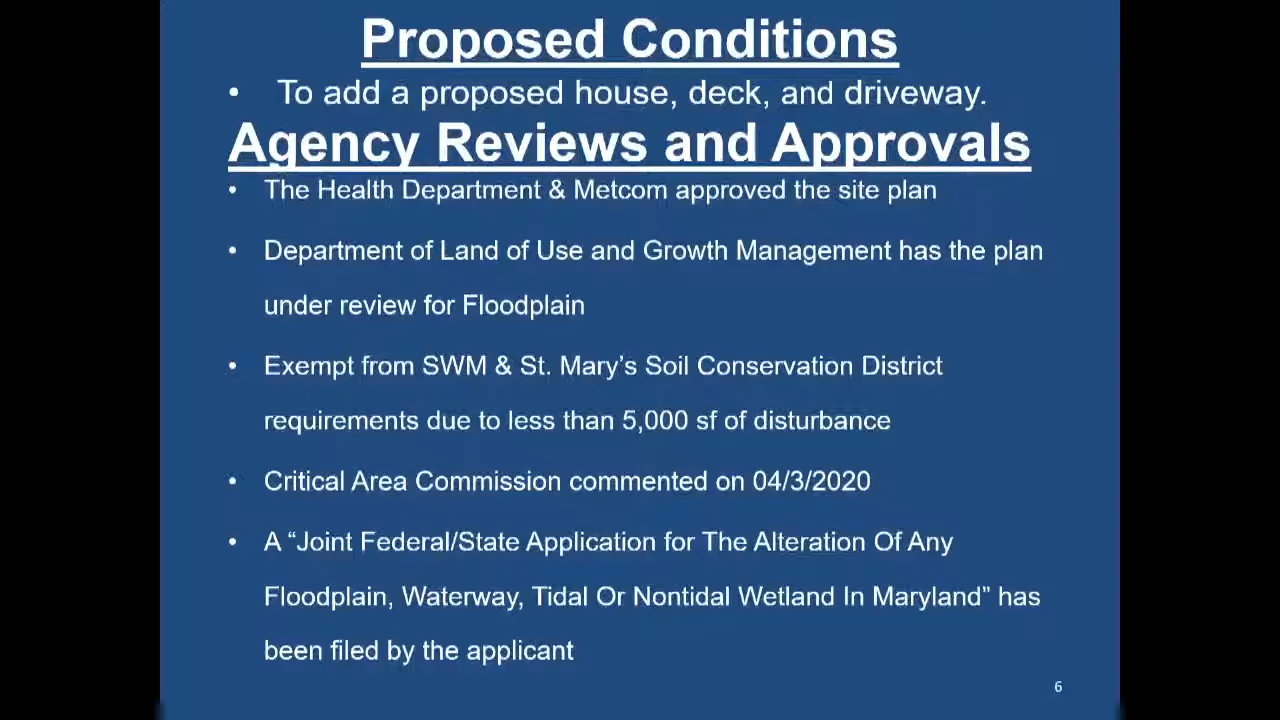 Proposed Conditions
• To add a proposed house, deck, and driveway.
Agency Reviews and Approvals
• The Health Department & Metcom approved the site plan
• Department of Land of Use and Growth Management has the plan
under review for Floodplain
• Exempt from SWM & St. Mary’s Soil Conservation District
requirements due to less than 5,000 sf of disturbance
• Critical Area Commission commented on 04/3/2020
• A “Joint Federal/State Application for The Alteration Of Any
Floodplain, Waterway, Tidal Or Nontidal Wetland In Maryland” has
been filed by the applicant
6